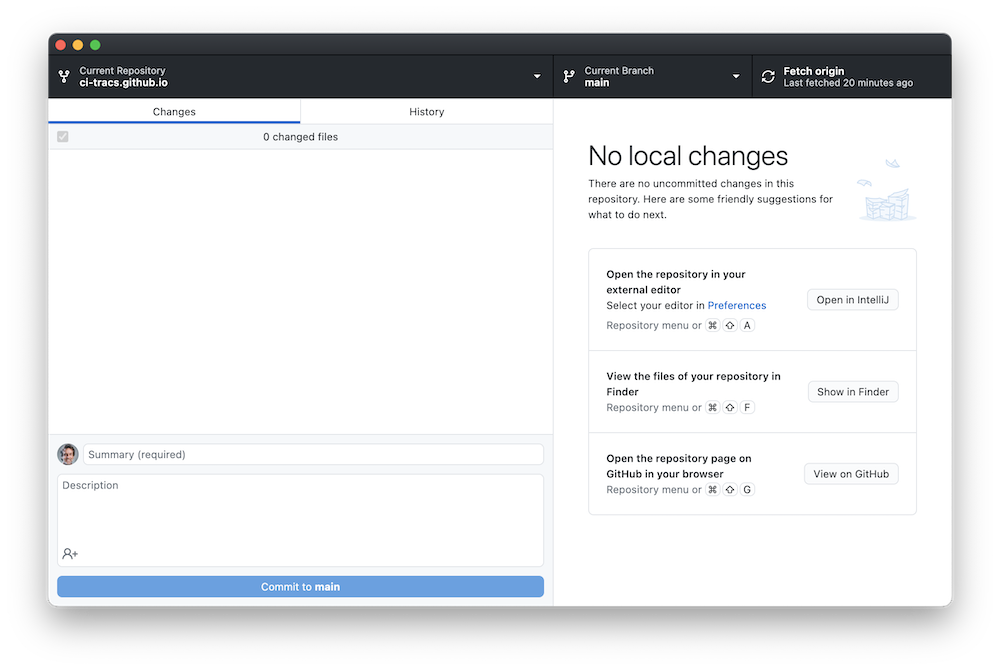 Current Repository
ci-tracs.github.io
Current Branch
main
Fetch origin
Last fetched 20 minutes ago
Changes
History
0 changed files
No local changes
There are no uncommitted changes in this
repository. Here are some friendly suggestions for
what to do next.
Open the repository in your
external editor
Select your editor in Preferences
Repository menu or ⌘ ⇧ A
Open in IntelliJ
View the files of your repository in
Finder
Repository menu or ⌘ ⇧ F
Show in Finder
Open the repository page on
GitHub in your browser
Repository menu or ⌘ ⇧ G
View on GitHub
Summary (required)
Description
Commit to main